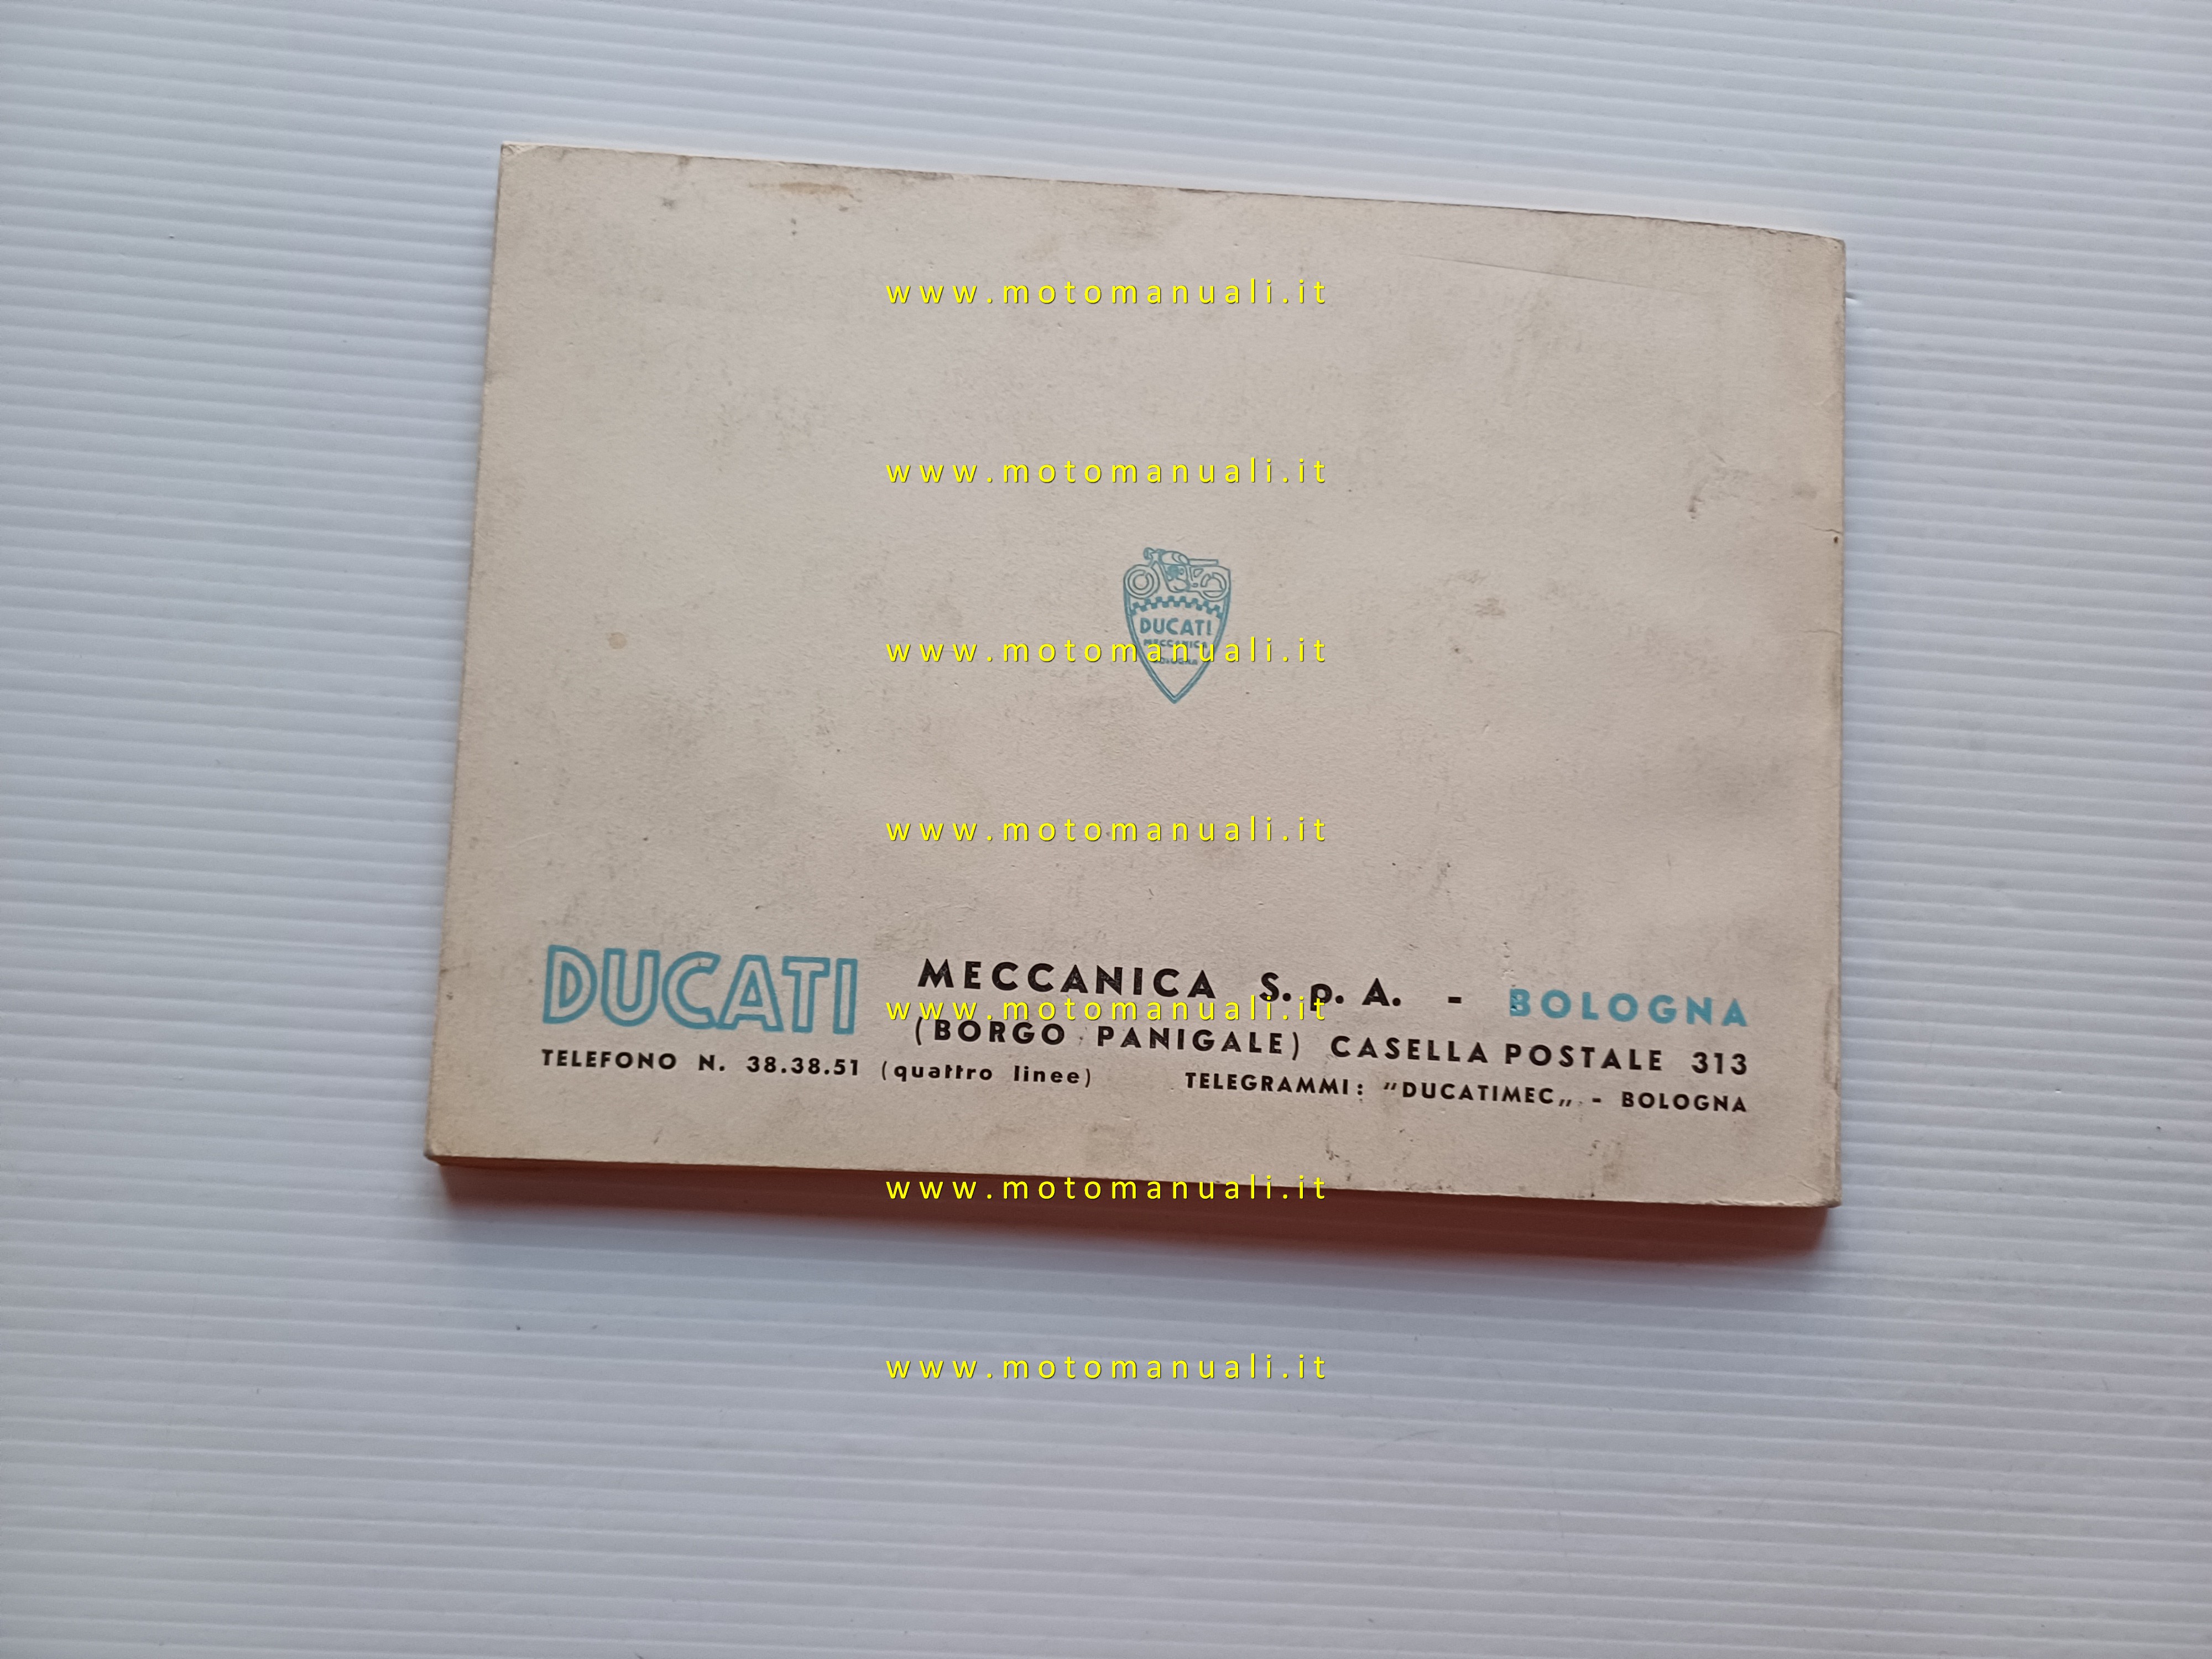 www.motomanuali.it
www.motomanuali.it
DUCATI
MECCANICA
BOLOGNA
www.motomanuali.it
www.motomanuali.it
DUCATI MECCANICA S. p. A. - BOLOGNA
www.motomanuali.it
(BORGO PANIGALE) CASELLA POSTALE 313
TELEFONO N. 38.38.51 (quattro linee) TELEGRAMMI: "DUCATIMEC„ - BOLOGNA
www.motomanuali.it
www.motomanuali.it